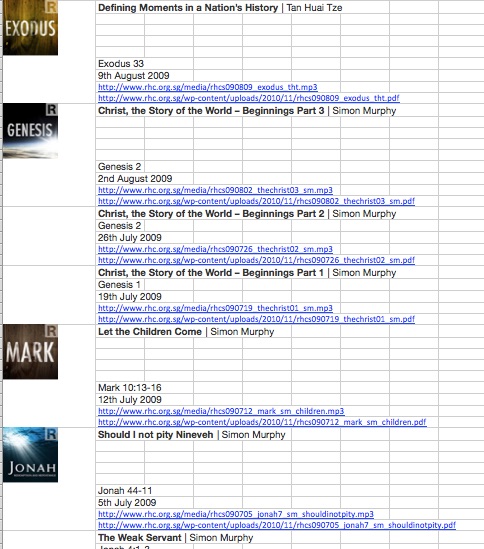 R
EXODUS
Defining Moments in a Nation's History | Tan Huai Tze
Exodus 33
9th August 2009
http://www.rhc.org.sg/media/rhcs090809_exodus_tht.mp3
http://www.rhc.org.sg/wp-content/uploads/2010/11/rhcs090809_exodus_tht.pdf
R
GENESIS
Christ, the Story of the World – Beginnings Part 3 | Simon Murphy
Genesis 2
2nd August 2009
http://www.rhc.org.sg/media/rhcs090802_thechrist03_sm.mp3
http://www.rhc.org.sg/wp-content/uploads/2010/11/rhcs090802_thechrist03_sm.pdf
Christ, the Story of the World – Beginnings Part 2 | Simon Murphy
Genesis 2
26th July 2009
http://www.rhc.org.sg/media/rhcs090726_thechrist02_sm.mp3
http://www.rhc.org.sg/wp-content/uploads/2010/11/rhcs090726_thechrist02_sm.pdf
Christ, the Story of the World – Beginnings Part 1 | Simon Murphy
Genesis 1
19th July 2009
http://www.rhc.org.sg/media/rhcs090719_thechrist01_sm.mp3
http://www.rhc.org.sg/wp-content/uploads/2010/11/rhcs090719_thechrist01_sm.pdf
R
MARK
Let the Children Come | Simon Murphy
Mark 10:13-16
12th July 2009
http://www.rhc.org.sg/media/rhcs090712_mark_sm_children.mp3
http://www.rhc.org.sg/wp-content/uploads/2010/11/rhcs090712_mark_sm_children.pdf
R
JONAH
Should I not pity Nineveh | Simon Murphy
Jonah 44-11
5th July 2009
http://www.rhc.org.sg/media/rhcs090705_jonah7_sm_shouldinotpity.mp3
http://www.rhc.org.sg/wp-content/uploads/2010/11/rhcs090705_jonah7_sm_shouldinotpity.pdf
The Weak Servant | Simon Murphy
Jonah 4:1-3